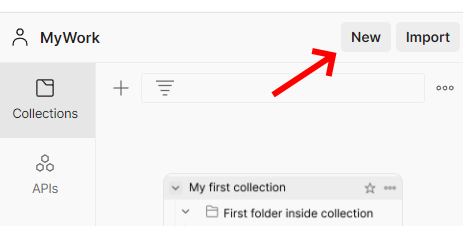 MyWork
New
Import
Collections
APIs
My first collection
First folder inside collection